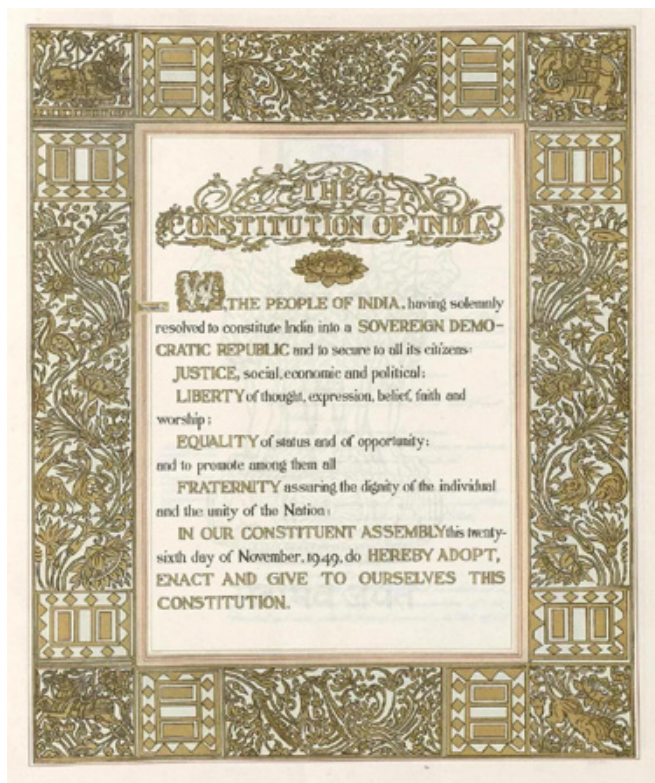 THE
CONSTITUTION OF INDIA
WE, THE PEOPLE OF INDIA, having solemnly
resolved to constitute India into a SOVEREIGN DEMO-
CRATIC REPUBLIC and to secure to all its citizens:
JUSTICE, social, economic and political;
LIBERTY of thought, expression, belief, faith and
worship;
EQUALITY of status and of opportunity;
and to promote among them all
FRATERNITY assuring the dignity of the individual
and the unity of the Nation;
IN OUR CONSTITUENT ASSEMBLY this twenty-
sixth day of November, 1949, do HEREBY ADOPT,
ENACT AND GIVE TO OURSELVES THIS
CONSTITUTION.